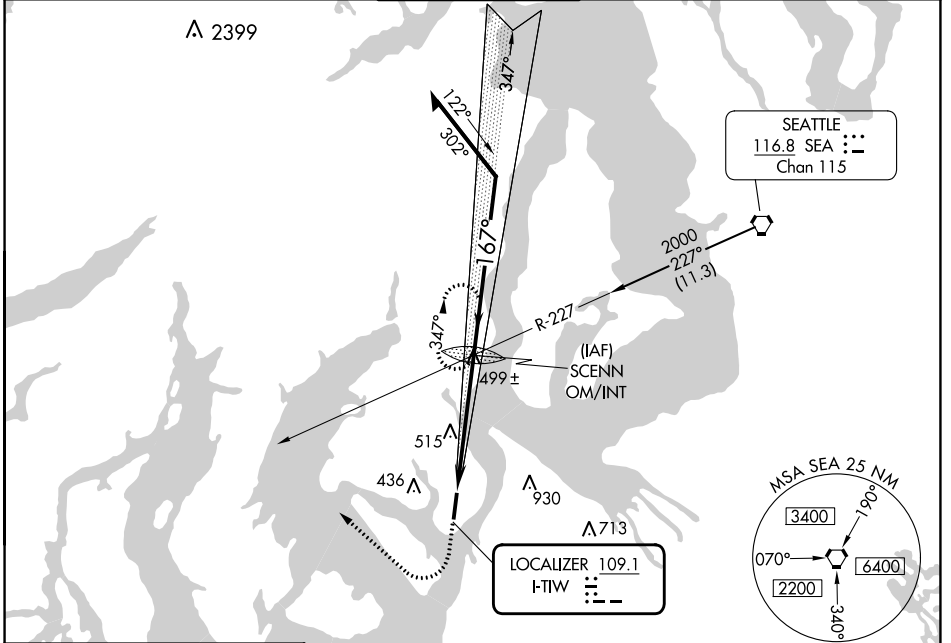 2399
347°
122°
302°
SEATTLE
116.8 SEA
Chan 115
167°
2000
227°
(11.3)
R-227
347°
(IAF)
SCENN
OM/INT
499 ±
515
436
930
713
LOCALIZER 109.1
I-TIW
MSA SEA 25 NM
3400
190°
070°
6400
2200
340°